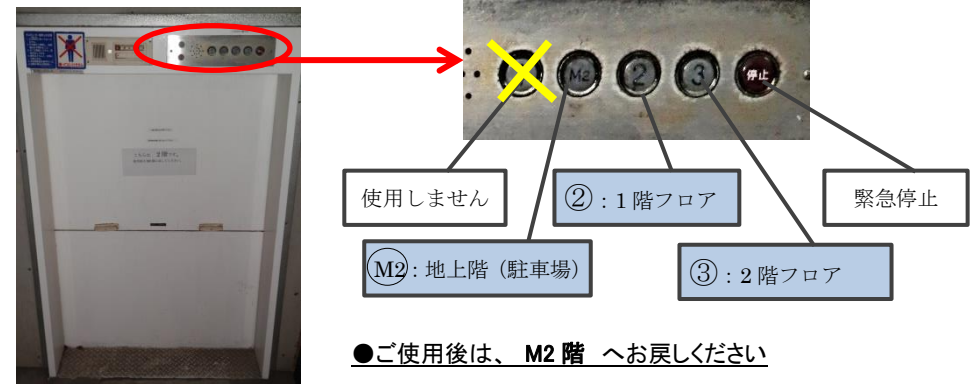 M2
2
3
停止
使用しません
②：１階フロア
緊急停止
Ⓜ2：地上階（駐車場）
③：２階フロア
●ご使用後は、 M2 階 へお戻しください